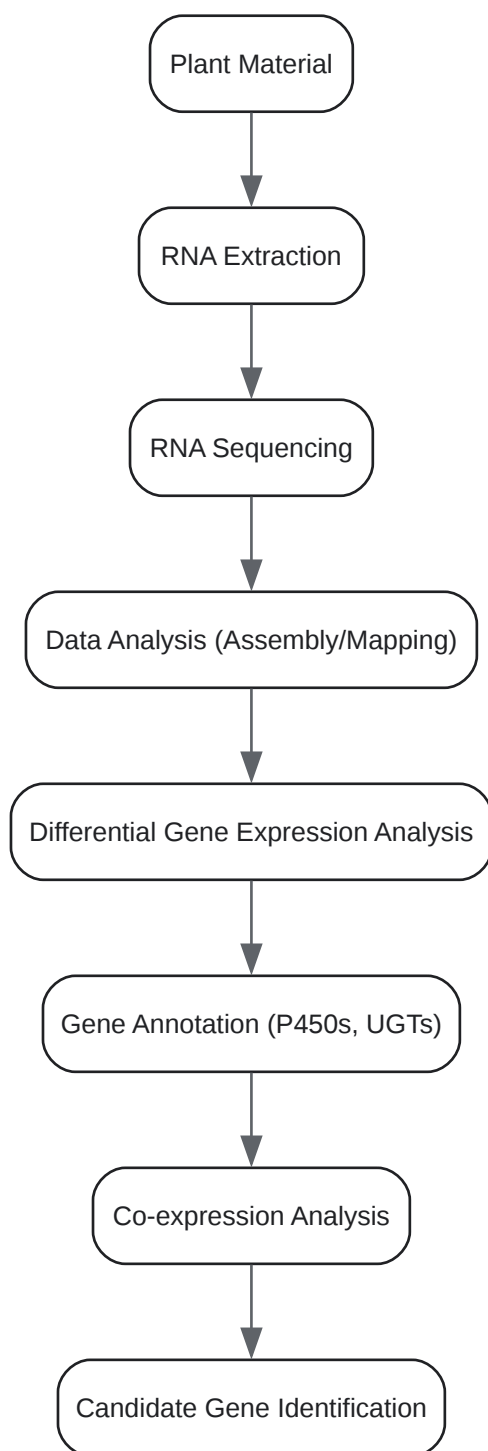 Plant Material
RNA Extraction
RNA Sequencing
Data Analysis (Assembly/Mapping)
Differential Gene Expression Analysis
Gene Annotation (P450s, UGTs)
Co-expression Analysis
Candidate Gene Identification